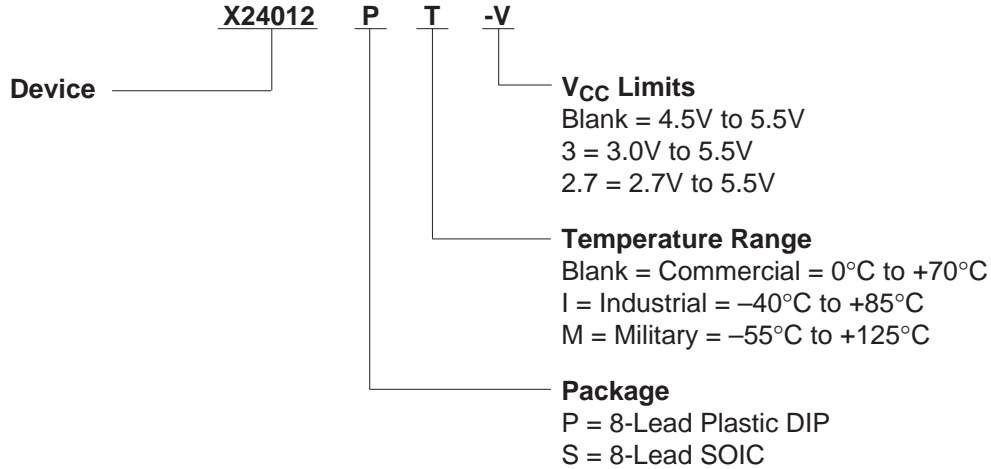 X24012 P T -V
Device
VCC Limits
Blank = 4.5V to 5.5V
3 = 3.0V to 5.5V
2.7 = 2.7V to 5.5V
Temperature Range
Blank = Commercial = 0°C to +70°C
I = Industrial = –40°C to +85°C
M = Military = –55°C to +125°C
Package
P = 8-Lead Plastic DIP
S = 8-Lead SOIC